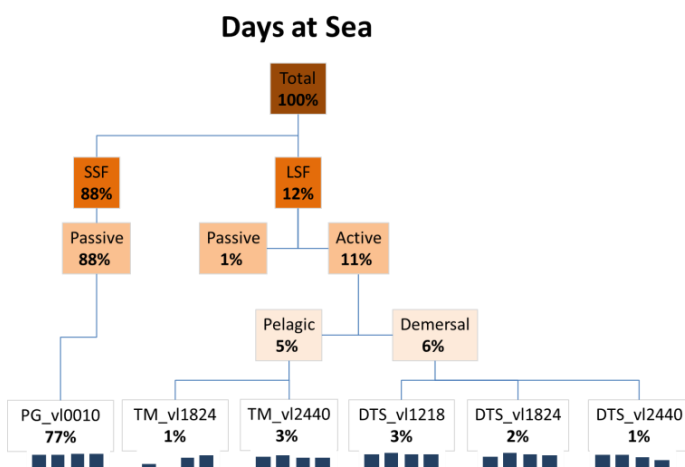 Days at Sea
Total
100%
SSF
88%
LSF
12%
Passive
88%
Passive
1%
Active
11%
Pelagic
5%
Demersal
6%
PG_vl0010
77%
TM_vl1824
1%
TM_vl2440
3%
DTS_vl1218
3%
DTS_vl1824
2%
DTS_vl2440
1%